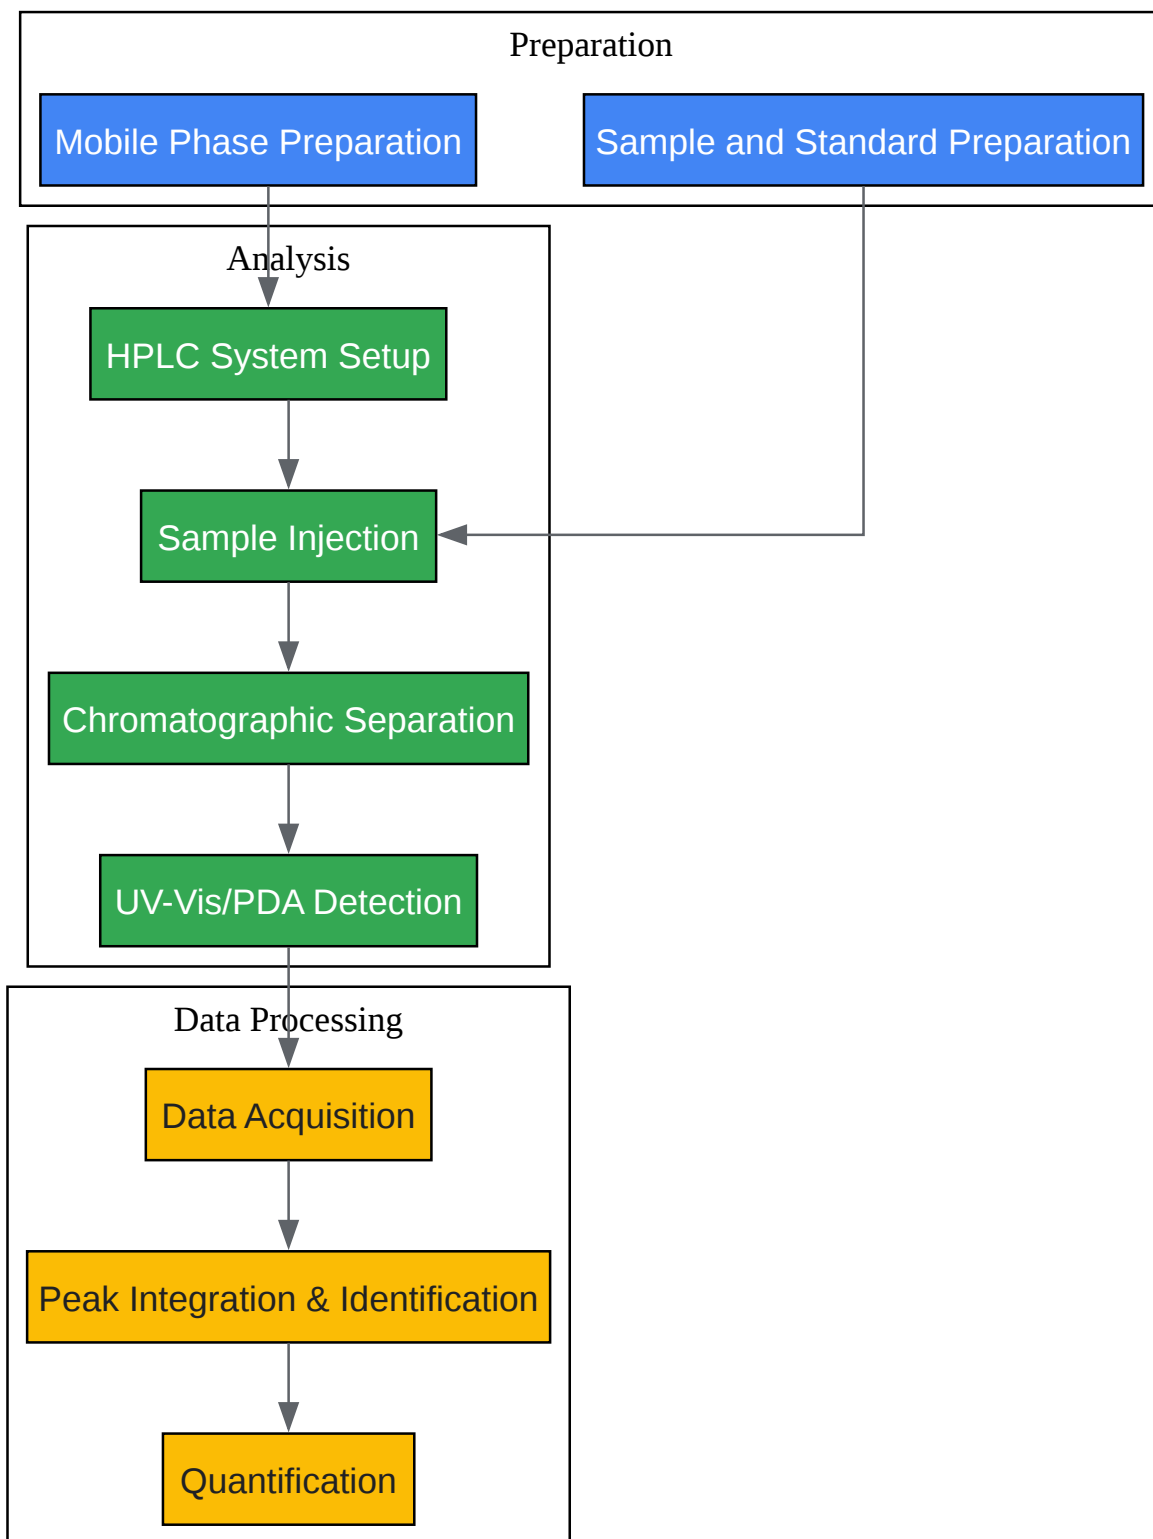 Preparation
Mobile Phase Preparation
Sample and Standard Preparation
Analysis
HPLC System Setup
Sample Injection
Chromatographic Separation
UV-Vis/PDA Detection
Data Processing
Data Acquisition
Peak Integration & Identification
Quantification